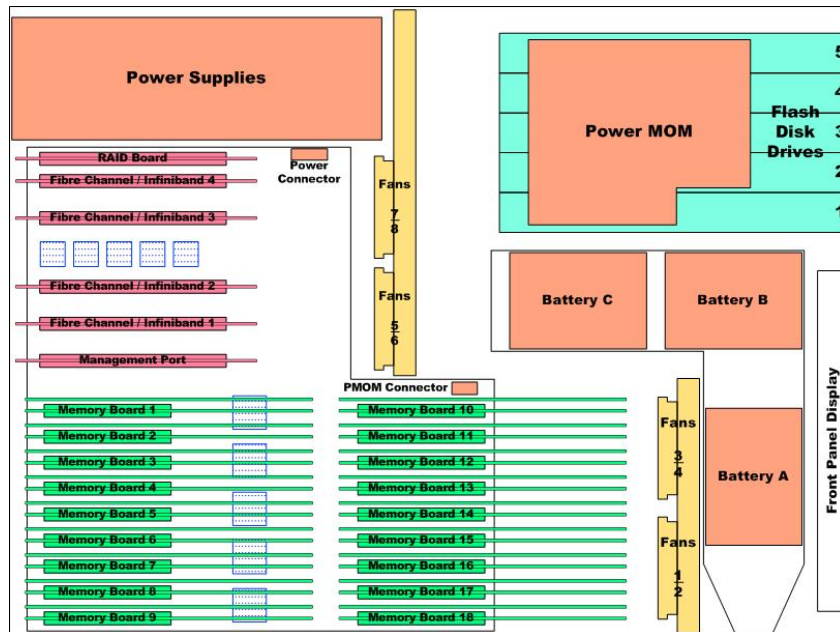 Power Supplies
RAID Board
Fibre Channel / Infiniband 4
Fibre Channel / Infiniband 3
Fibre Channel / Infiniband 2
Fibre Channel / Infiniband 1
Management Port
Power
Connector
Fans
7
8
Fans
5
6
Power MOM
Flash
Disk
Drives
5
4
3
2
1
Battery C
Battery B
Battery A
Front Panel Display
PMOM Connector
Memory Board 1
Memory Board 2
Memory Board 3
Memory Board 4
Memory Board 5
Memory Board 6
Memory Board 7
Memory Board 8
Memory Board 9
Memory Board 10
Memory Board 11
Memory Board 12
Memory Board 13
Memory Board 14
Memory Board 15
Memory Board 16
Memory Board 17
Memory Board 18
Fans
3
4
Fans
1
2